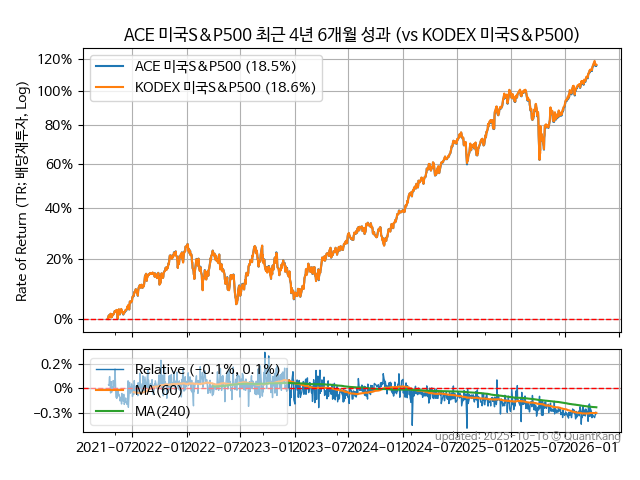 ACE 미국S&P500 최근 4년 6개월 성과 (vs KODEX 미국S&P500)
Rate of Return (TR; 배당재투자, Log)
120%
100%
80%
60%
40%
20%
0%
ACE 미국S&P500 (18.5%)
KODEX 미국S&P500 (18.6%)
0.2%
0%
−0.3%
Relative (−0.1%, 0.1%)
MA(60)
MA(240)
updated: 2025-10-16 © QuantKang
2021-07 2022-01 2022-07 2023-01 2023-07 2024-01 2024-07 2025-01 2025-07 2026-01